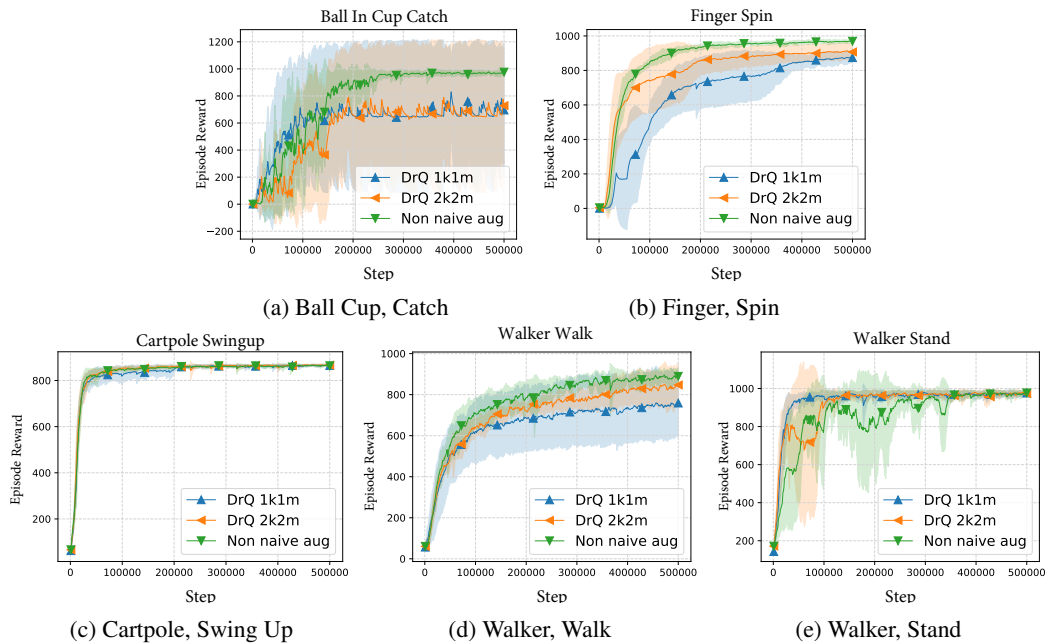 Ball In Cup Catch
1200
1000
800
600
400
200
0
−200
Episode Reward
0
100000
200000
300000
400000
500000
Step
DrQ 1k1m
DrQ 2k2m
Non naive aug
(a) Ball Cup, Catch
Finger Spin
1000
800
600
400
200
0
Episode Reward
0
100000
200000
300000
400000
500000
Step
DrQ 1k1m
DrQ 2k2m
Non naive aug
(b) Finger, Spin
Cartpole Swingup
800
600
400
200
Episode Reward
0
100000
200000
300000
400000
500000
Step
DrQ 1k1m
DrQ 2k2m
Non naive aug
(c) Cartpole, Swing Up
Walker Walk
1000
800
600
400
200
0
Episode Reward
0
100000
200000
300000
400000
500000
Step
DrQ 1k1m
DrQ 2k2m
Non naive aug
(d) Walker, Walk
Walker Stand
1200
1000
800
600
400
200
Episode Reward
0
100000
200000
300000
400000
500000
Step
DrQ 1k1m
DrQ 2k2m
Non naive aug
(e) Walker, Stand